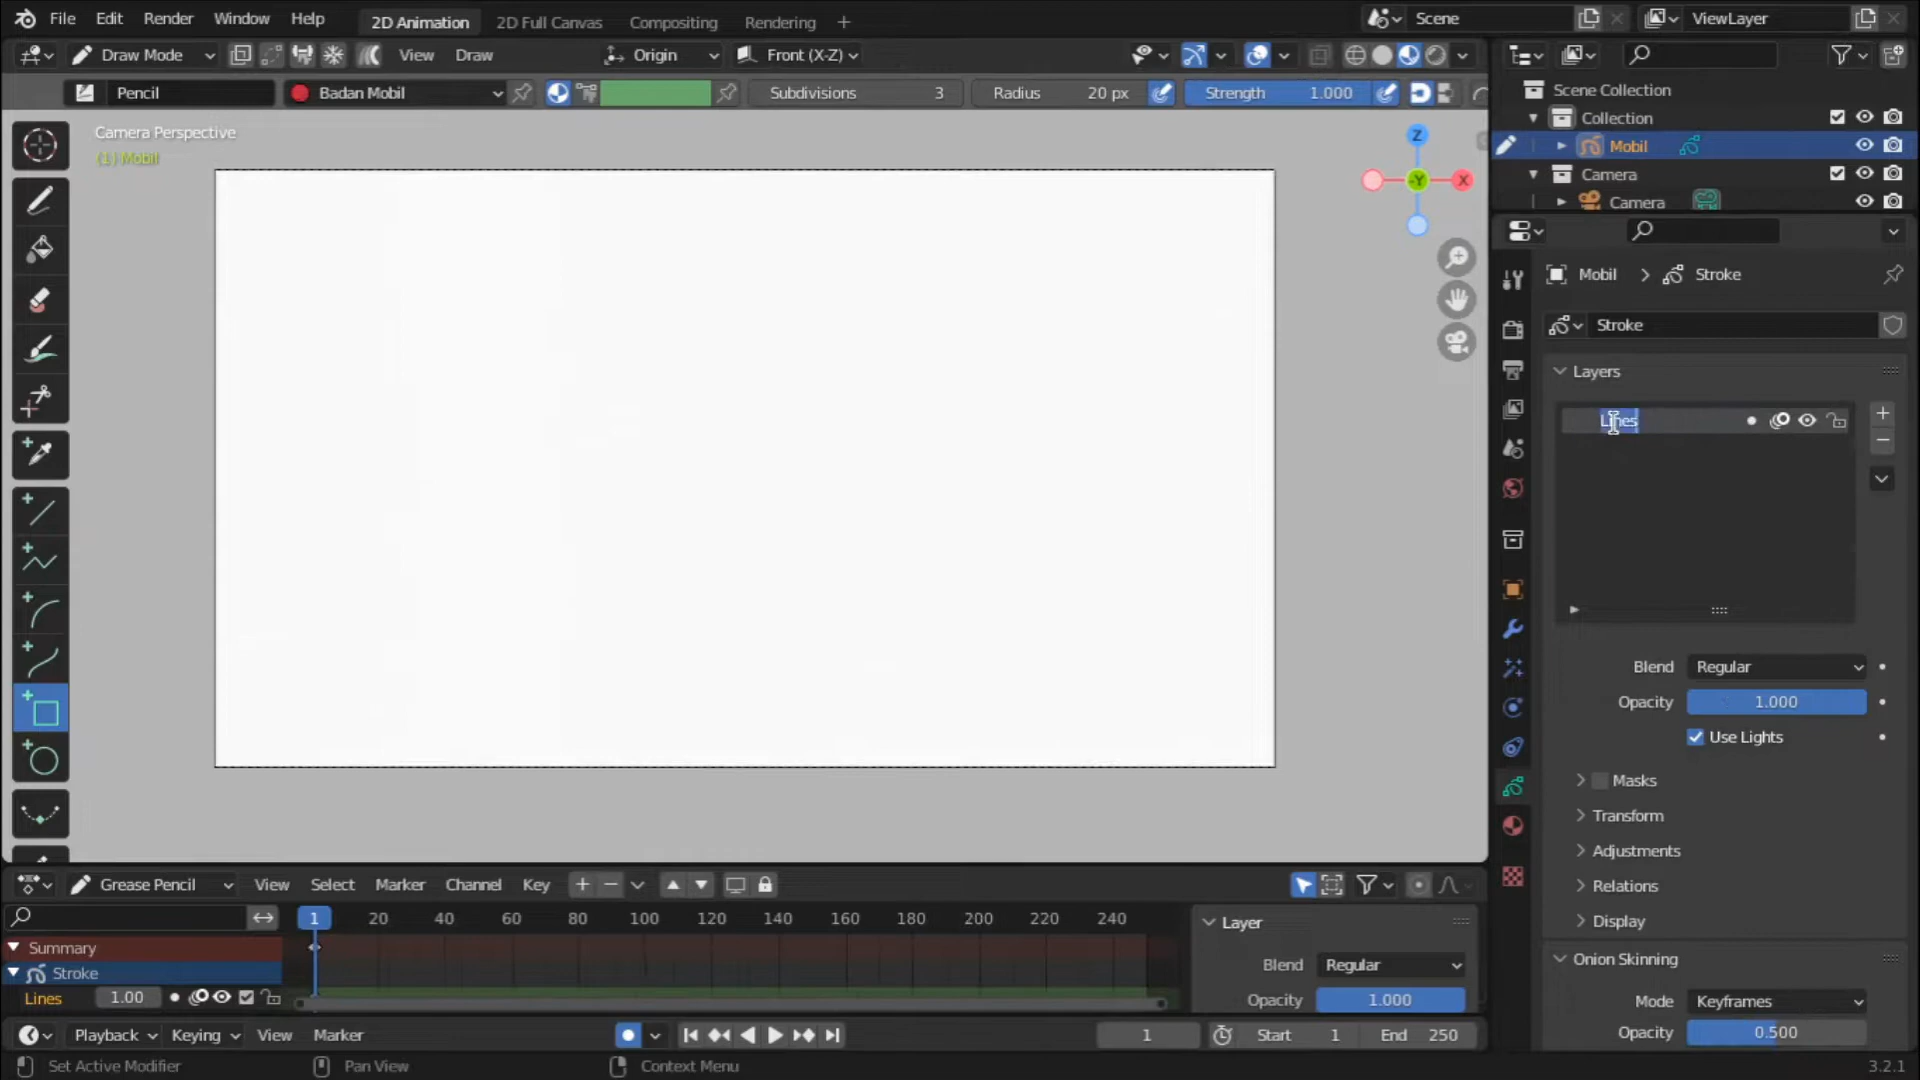 File Edit Render Window Help 2D Animation 2D Full Canvas Compositing Rendering + Scene ViewLayer
Draw Mode View Draw Origin Front (X-Z)
Pencil Badan Mobil Subdivisions 3 Radius 20 px Strength 1.000
Scene Collection
Collection
Mobil
Camera
Camera
Camera Perspective
(1) Mobil
Z
-Y
X
Mobil > Stroke
Stroke
Layers
Lines
Blend Regular
Opacity 1.000
Use Lights
Masks
Transform
Adjustments
Relations
Display
Onion Skinning
Mode Keyframes
Opacity 0.500
Grease Pencil View Select Marker Channel Key
1 20 40 60 80 100 120 140 160 180 200 220 240
Summary
Stroke
Lines 1.00
Layer
Blend Regular
Opacity 1.000
Playback Keying View Marker 1 Start 1 End 250
Set Active Modifier Pan View Context Menu 3.2.1